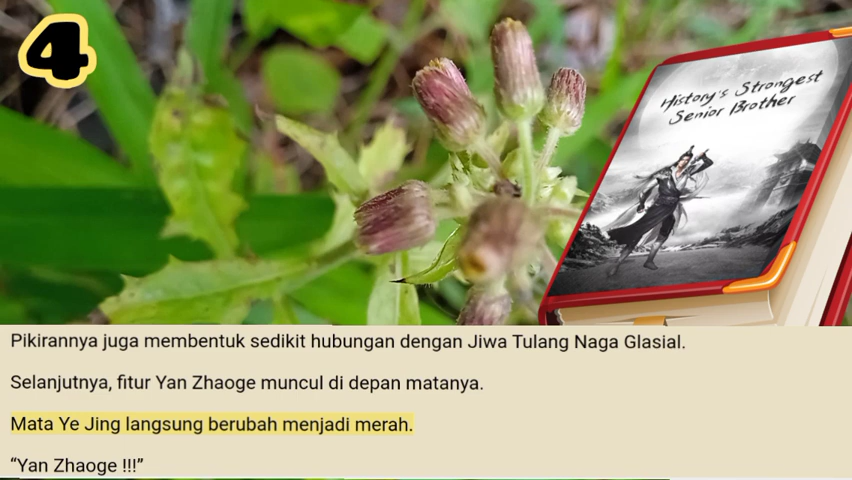 4
History's Strongest
Senior Brother
Pikirannya juga membentuk sedikit hubungan dengan Jiwa Tulang Naga Glasial.
Selanjutnya, fitur Yan Zhaoge muncul di depan matanya.
Mata Ye Jing langsung berubah menjadi merah.
“Yan Zhaoge !!!”